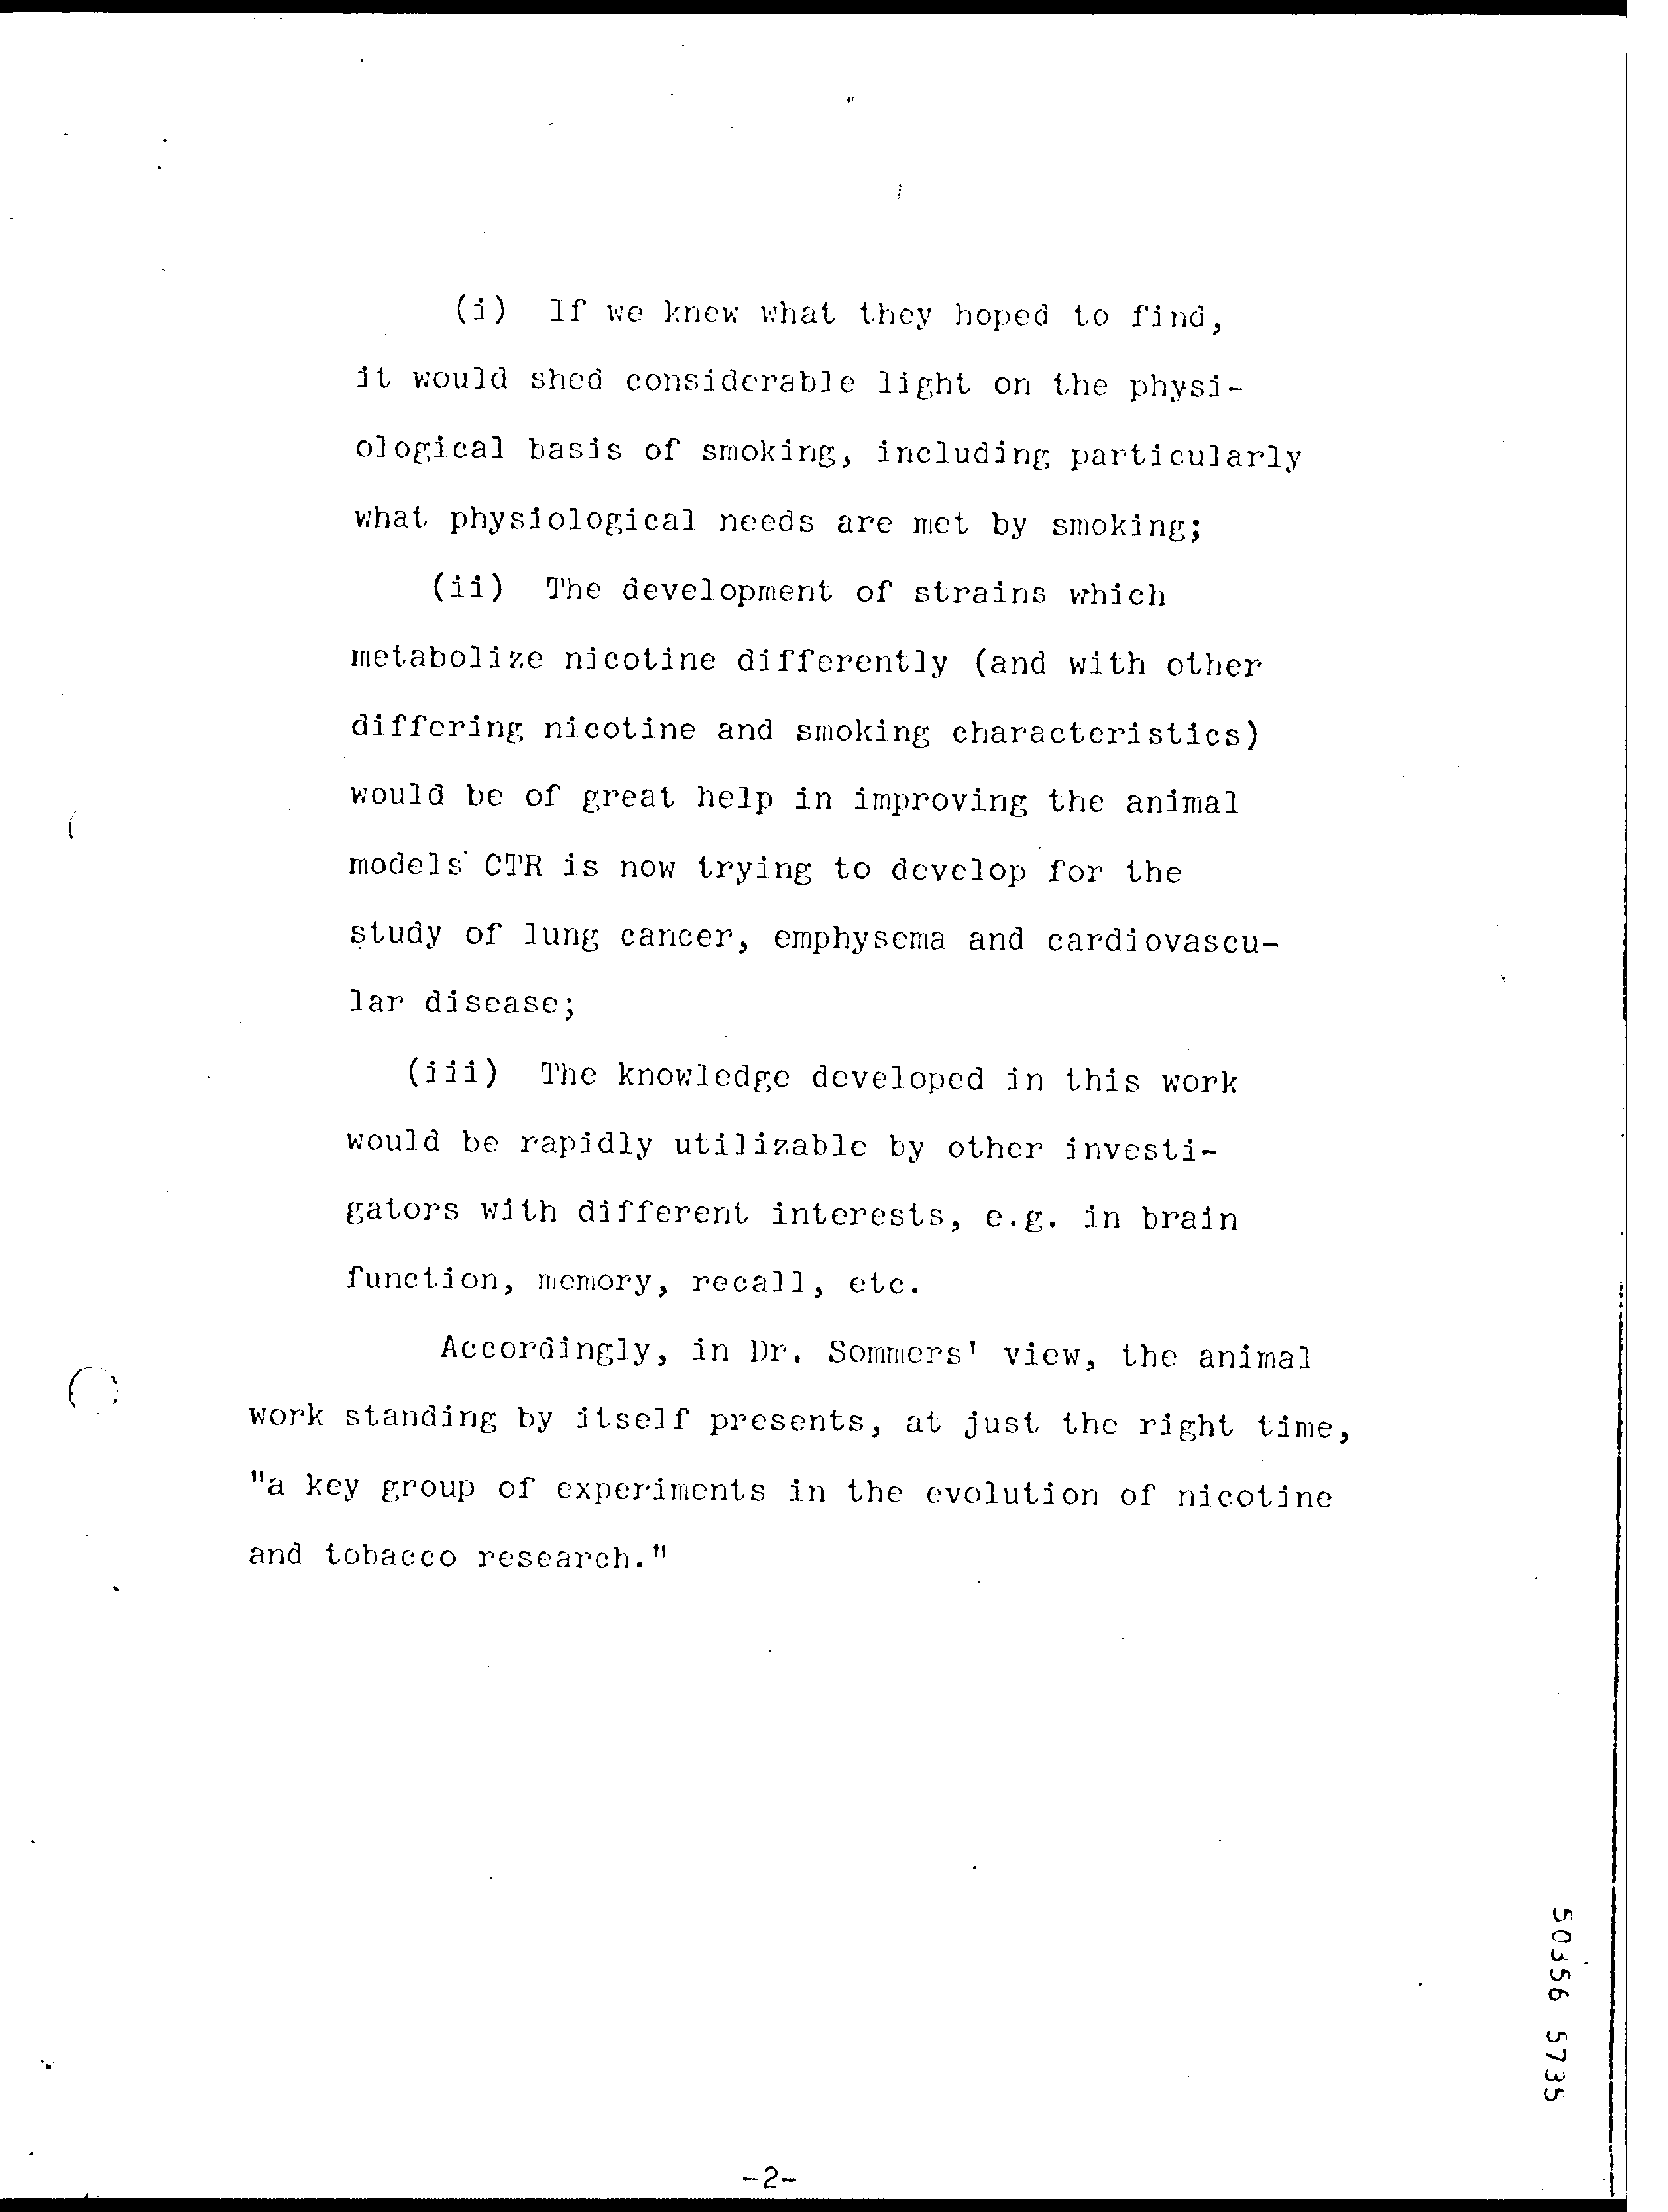 (i) If we knew what they hoped to find,
it would shed considerable light on the physi-
ological basis of smoking, including particularly
what physiological needs are met by smoking;
(ii) The development of strains which
metabolize nicotine differently (and with other
differing nicotine and smoking characteristics)
would be of great help in improving the animal
models CTR is now trying to develop for the
study of lung cancer, emphysema and cardiovascu-
lar disease;
(iii) The knowledge developed in this work
would be rapidly utilizable by other investi-
gators with different interests, e.g. in brain
function, memory, recall, etc.
Accordingly, in Dr. Sommers' view, the animal
work standing by itself presents, at just the right time,
"a key group of experiments in the evolution of nicotine
and tobacco research."
50356 5735
-2-